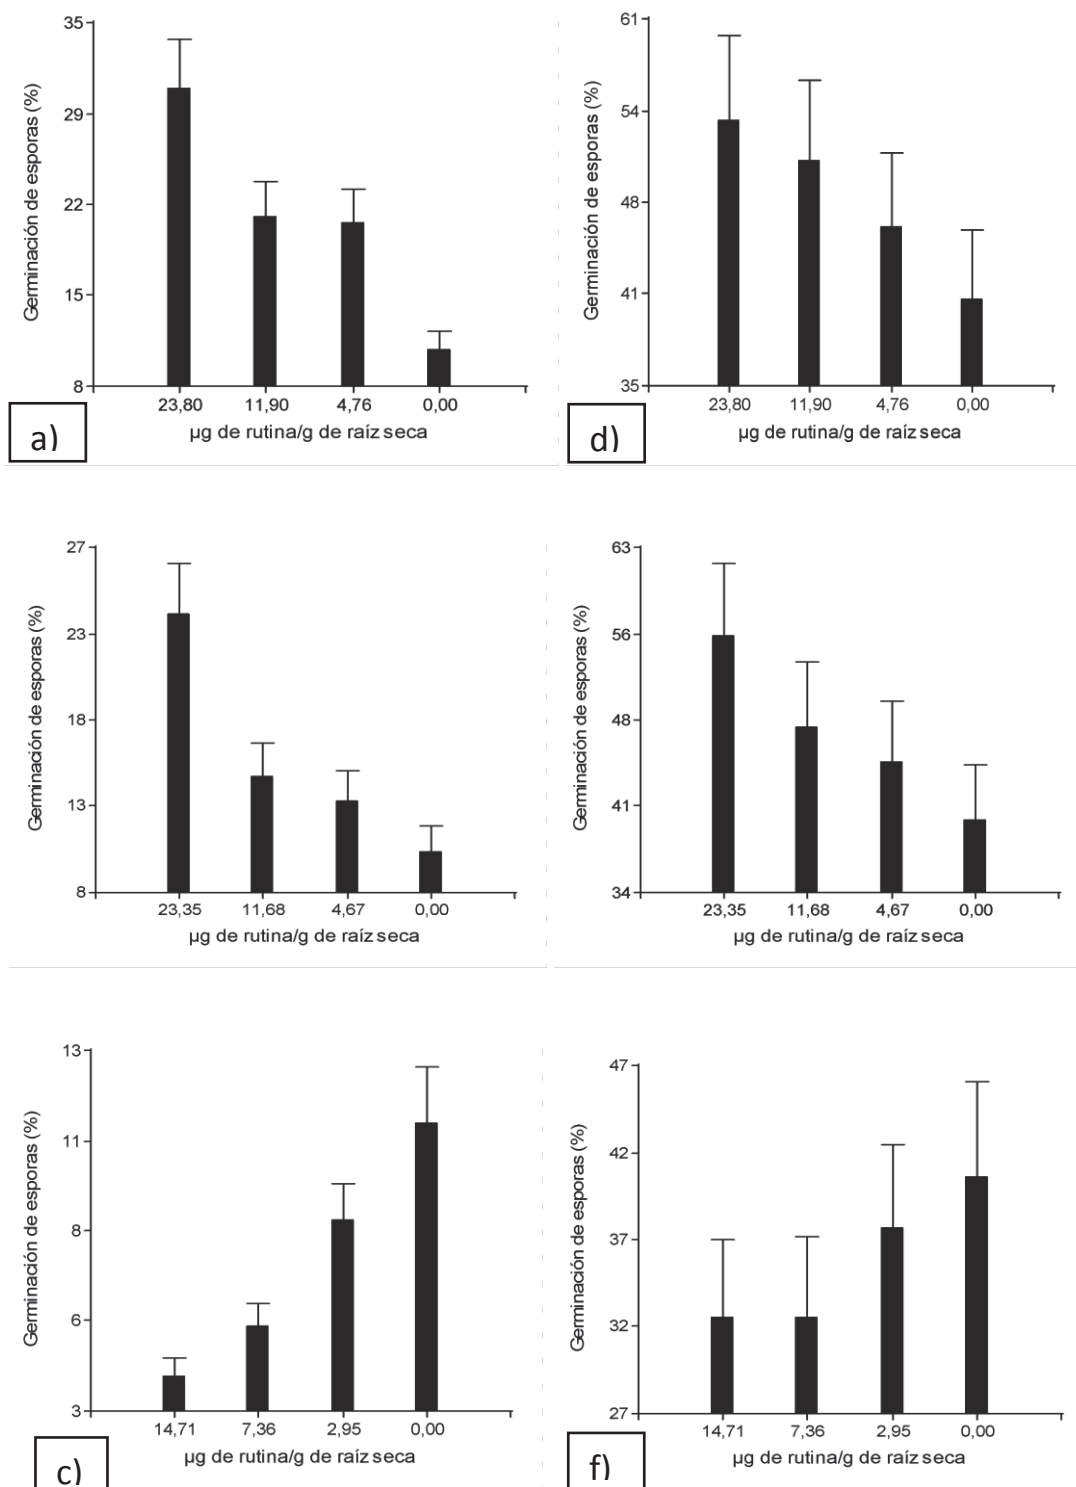 Germinación de esporas (%)
35
29
22
15
8
23,80 11,90 4,76 0,00
µg de rutina/g de raíz seca
a)
Germinación de esporas (%)
61
54
48
41
35
23,80 11,90 4,76 0,00
µg de rutina/g de raíz seca
d)
Germinación de esporas (%)
27
23
18
13
8
23,35 11,68 4,67 0,00
µg de rutina/g de raíz seca
Germinación de esporas (%)
63
56
48
41
34
23,35 11,68 4,67 0,00
µg de rutina/g de raíz seca
Germinación de esporas (%)
13
11
8
6
3
14,71 7,36 2,95 0,00
µg de rutina/g de raíz seca
c)
Germinación de esporas (%)
47
42
37
32
27
14,71 7,36 2,95 0,00
µg de rutina/g de raíz seca
f)